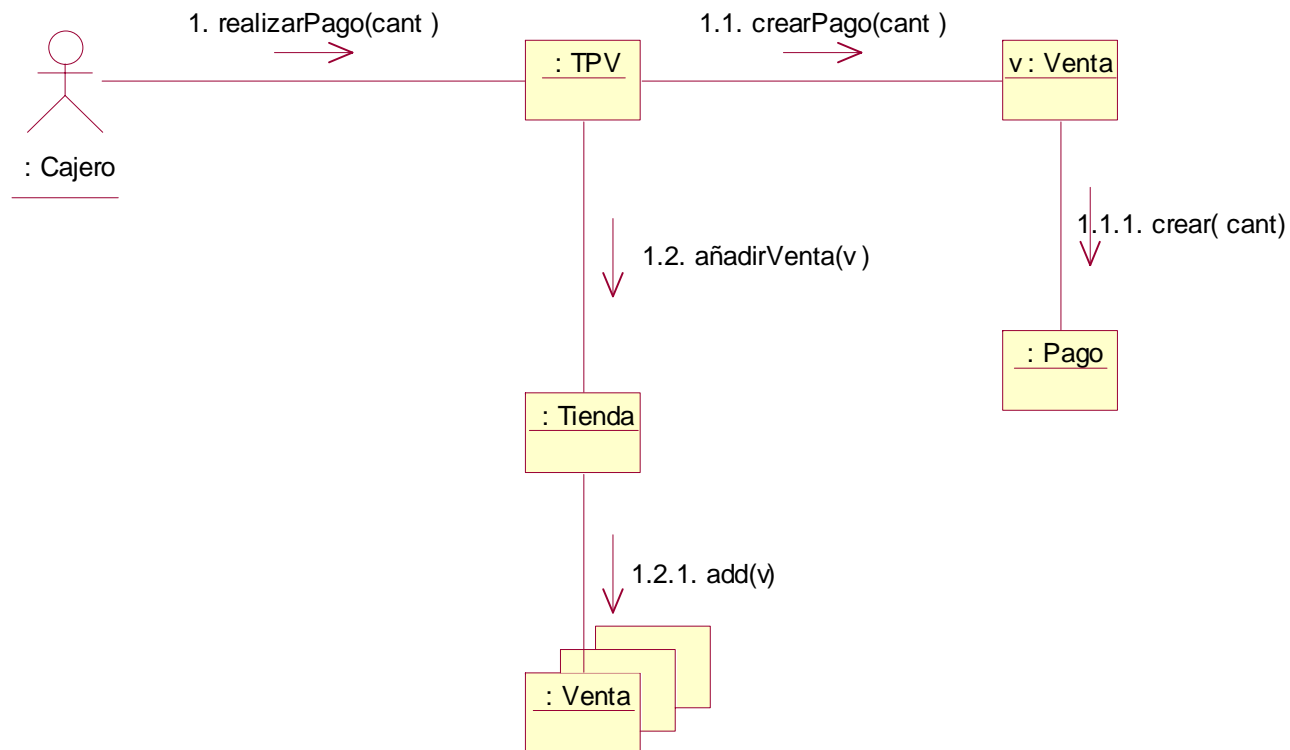 1. realizarPago(cant )
1.1. crearPago(cant )
: TPV
v : Venta
: Cajero
1.1.1. crear( cant)
1.2. añadirVenta(v )
: Pago
: Tienda
1.2.1. add(v)
: Venta